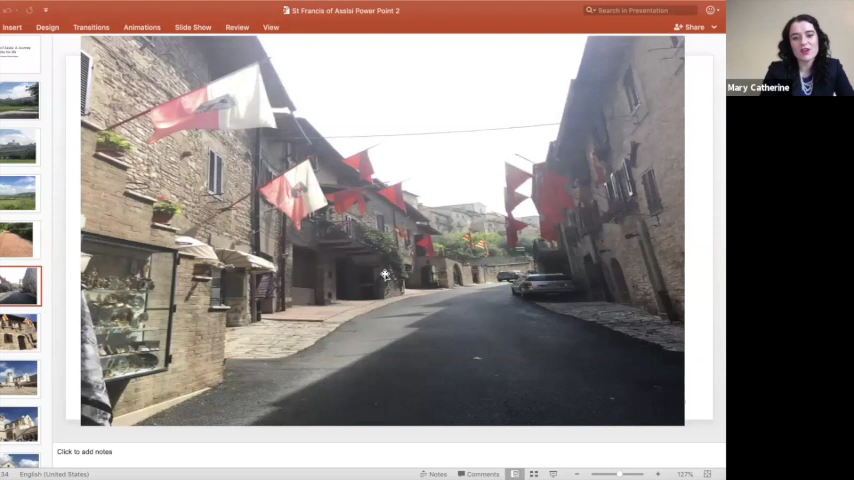 St Francis of Assisi Power Point 2
Search in Presentation
Insert Design Transitions Animations Slide Show Review View
Share
Mary Catherine
Click to add notes
34 English (United States) Notes Comments 127%